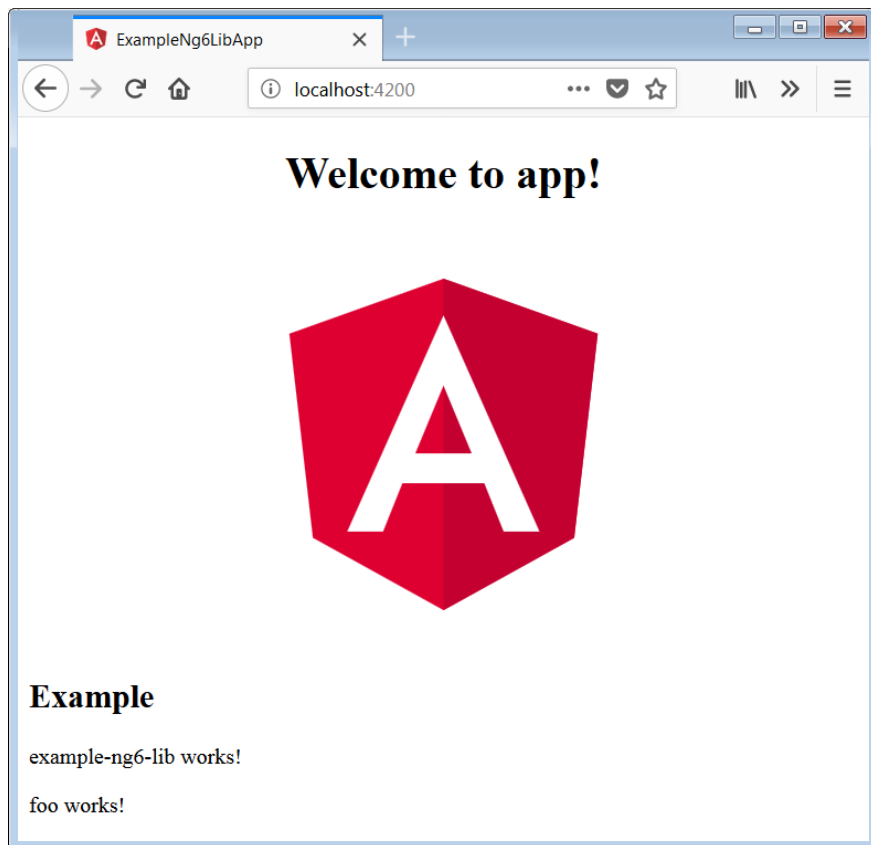 ExampleNg6LibApp
localhost:4200
Welcome to app!
A
Example
example-ng6-lib works!
foo works!